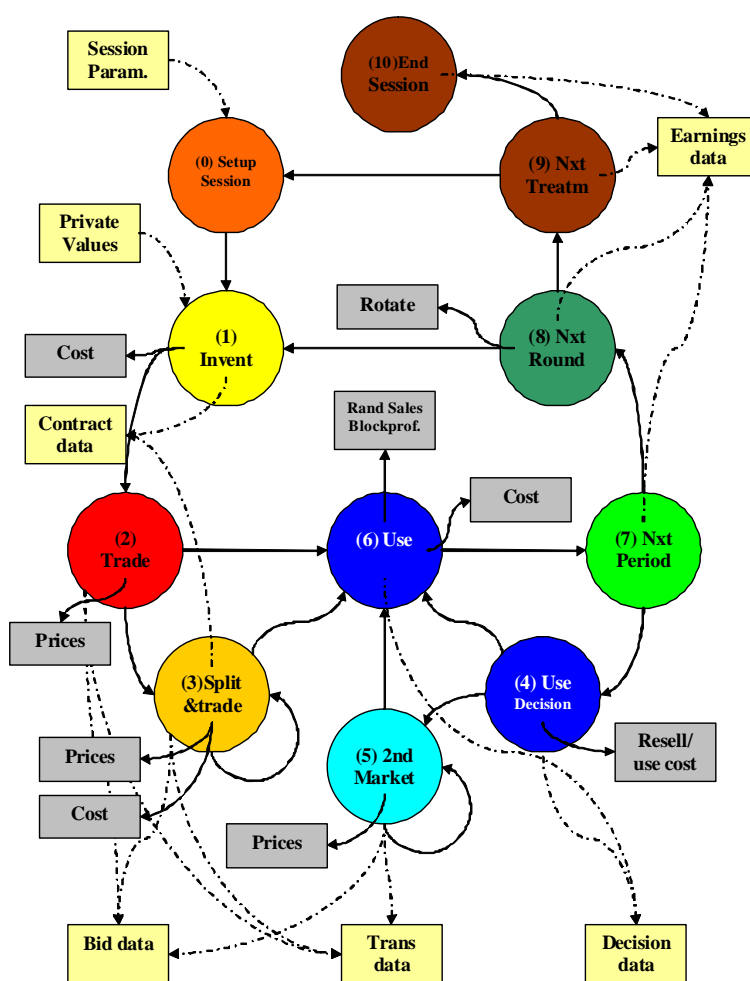 Session
Param.
(10)End
Session
Earnings
data
(0) Setup
Session
(9) Nxt
Treatm
Private
Values
Rotate
(1)
Invent
(8) Nxt
Round
Cost
Rand Sales
Blockprof.
Contract
data
Cost
(2)
Trade
(6) Use
(7) Nxt
Period
Prices
(3)Split
&trade
(4) Use
Decision
Prices
(5) 2nd
Market
Resell/
use cost
Cost
Prices
Bid data
Trans
data
Decision
data